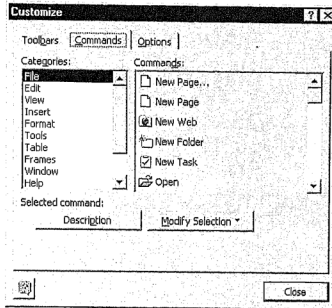 Customize
Toolbars Commands Options
Categories: Commands:
File
Edit
View
Insert
Format
Tools
Table
Frames
Window
Help
New Page...
New Page
New Web
New Folder
New Task
Open
Selected command:
Description Modify Selection
Close